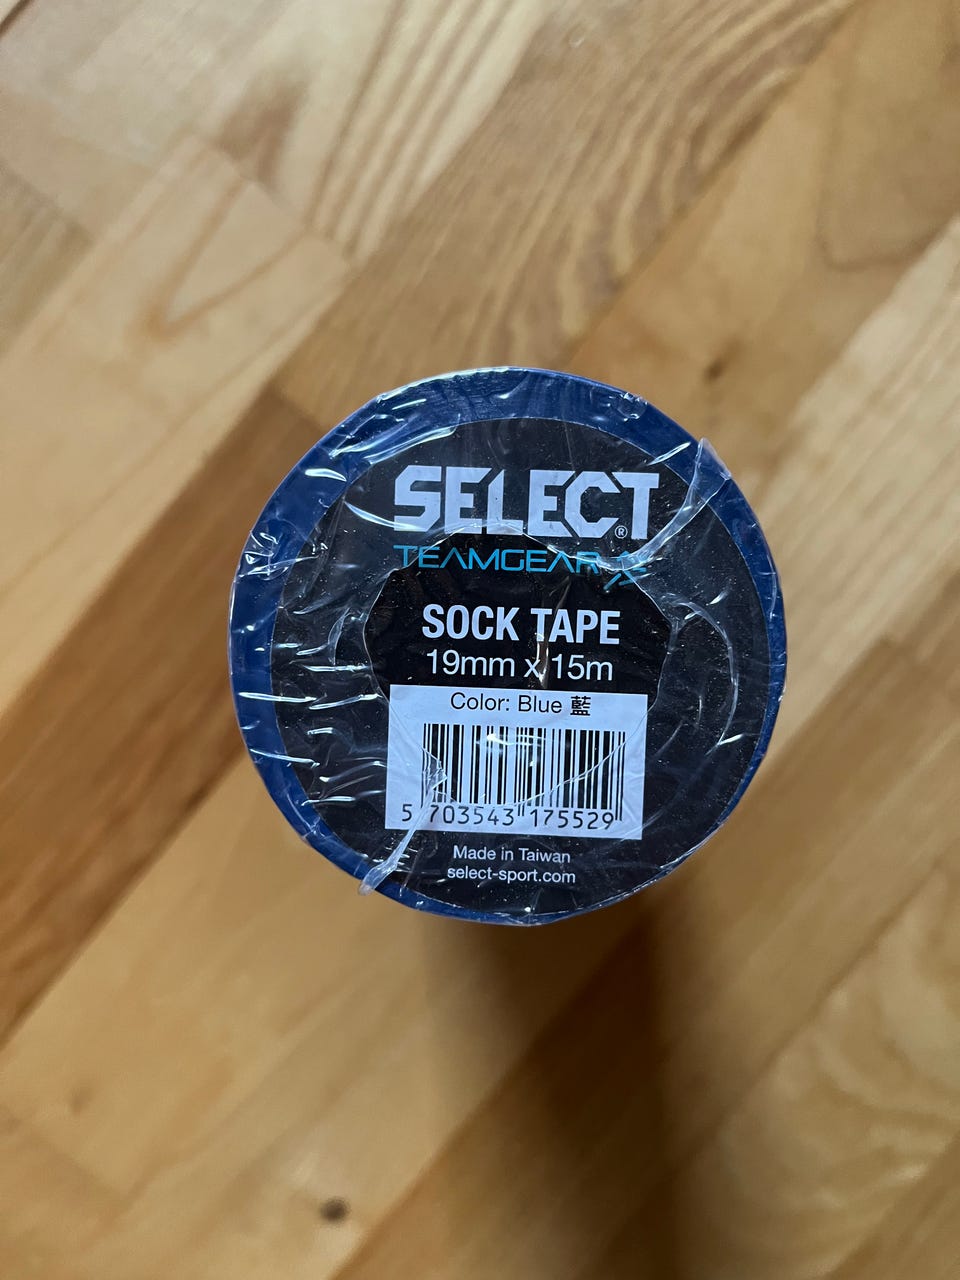 SELECT®
TEAMGEAR
SOCK TAPE
19mm x 15m
Color: Blue 藍
5 703543 175529
Made in Taiwan
select-sport.com